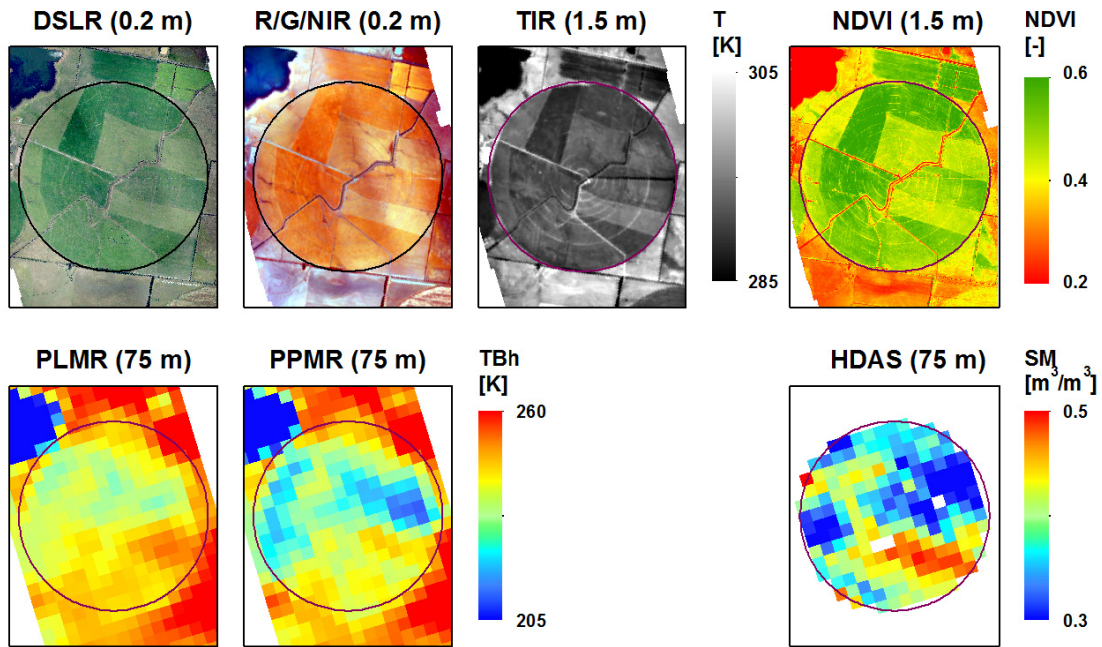 DSLR (0.2 m) R/G/NIR (0.2 m) TIR (1.5 m) T NDVI (1.5 m) NDVI
[K] [-]
305 0.6
0.4
285 0.2
PLMR (75 m) PPMR (75 m) TBh HDAS (75 m) SM
[K] [m³/m³]
260 0.5
205 0.3